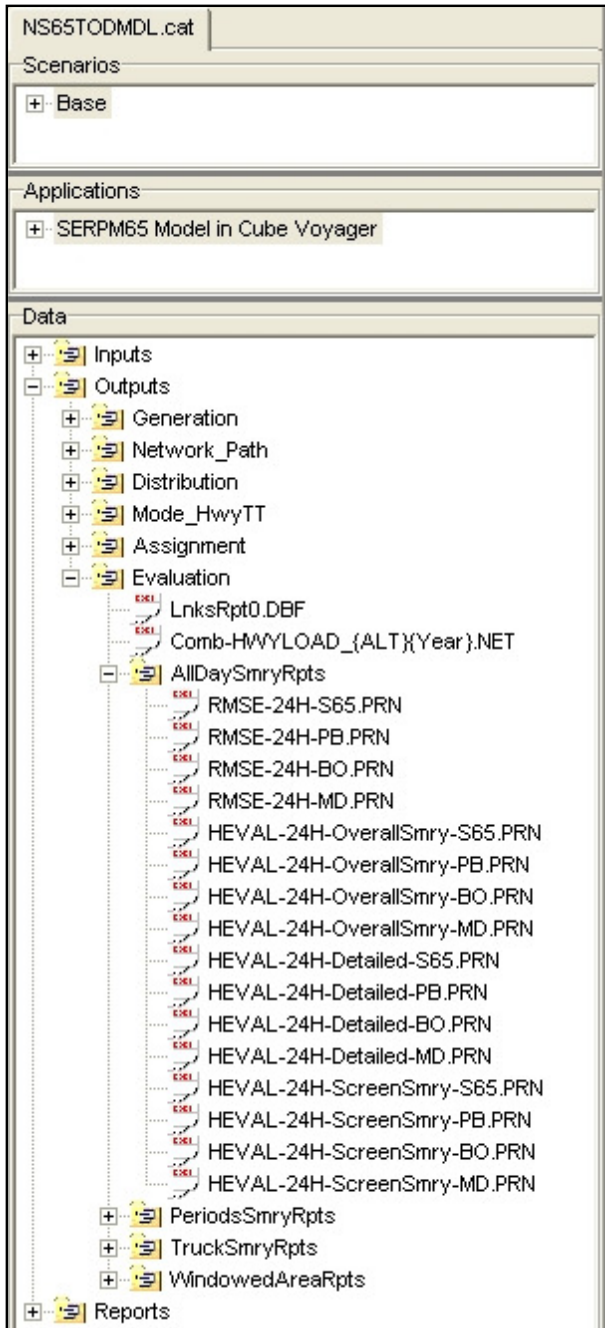 NS65TODMDL.cat
Scenarios
Base
Applications
SERPM65 Model in Cube Voyager
Data
Inputs
Outputs
Generation
Network_Path
Distribution
Mode_HwyTT
Assignment
Evaluation
LnksRpt0.DBF
Comb-HWYLOAD_{ALT}{Year}.NET
AllDaySmryRpts
RMSE-24H-S65.PRN
RMSE-24H-PB.PRN
RMSE-24H-BO.PRN
RMSE-24H-MD.PRN
HEVAL-24H-OverallSmry-S65.PRN
HEVAL-24H-OverallSmry-PB.PRN
HEVAL-24H-OverallSmry-BO.PRN
HEVAL-24H-OverallSmry-MD.PRN
HEVAL-24H-Detailed-S65.PRN
HEVAL-24H-Detailed-PB.PRN
HEVAL-24H-Detailed-BO.PRN
HEVAL-24H-Detailed-MD.PRN
HEVAL-24H-ScreenSmry-S65.PRN
HEVAL-24H-ScreenSmry-PB.PRN
HEVAL-24H-ScreenSmry-BO.PRN
HEVAL-24H-ScreenSmry-MD.PRN
PeriodsSmryRpts
TruckSmryRpts
WindowedAreaRpts
Reports